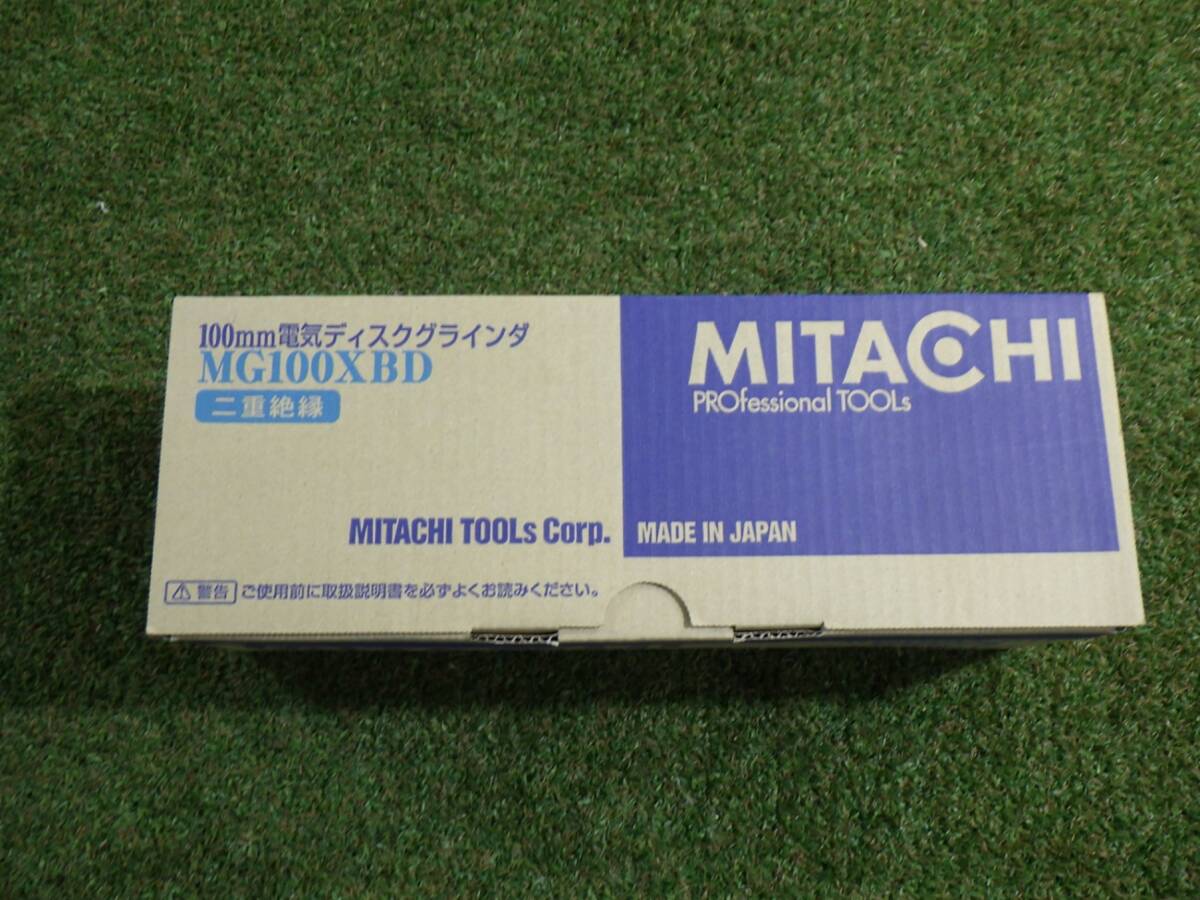 100mm電気ディスクグラインダ
MG100XBD
二重絶縁
MITACHI
PROfessional TOOLs
MITACHI TOOLs Corp.
MADE IN JAPAN
警告 ご使用前に取扱説明書を必ずよくお読みください。